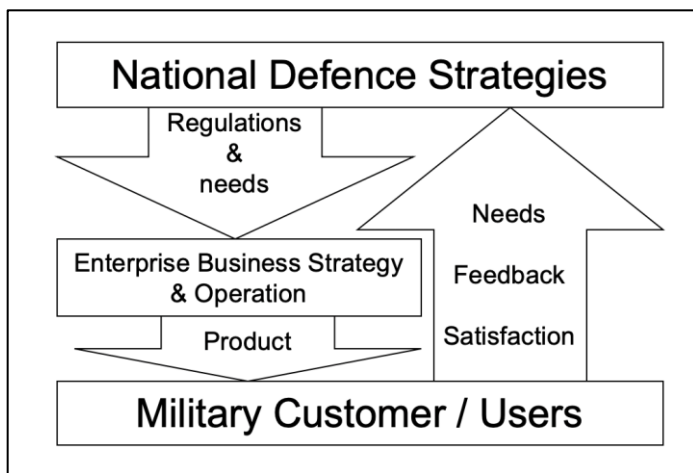 National Defence Strategies
Regulations
&
needs
Needs
Feedback
Satisfaction
Enterprise Business Strategy
& Operation
Product
Military Customer / Users